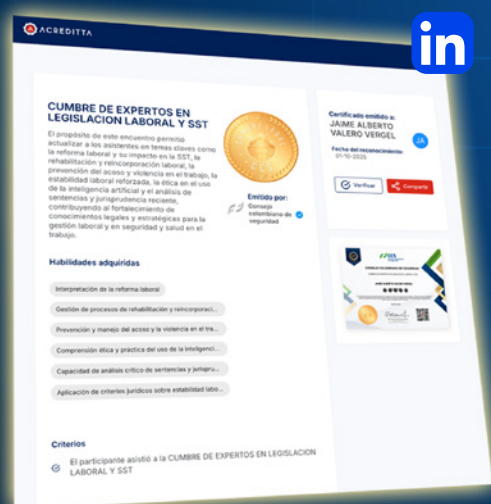 ACREDITTA
in
CUMBRE DE EXPERTOS EN
LEGISLACION LABORAL Y SST
El propósito de este encuentro permitió
actualizar a los asistentes en temas claves como
la reforma laboral y su impacto en la SST, la
rehabilitación y reincorporación laboral, la
prevención del acoso y violencia en el trabajo, la
estabilidad laboral reforzada, la ética en el uso
de la inteligencia artificial y el análisis de
sentencias y jurisprudencia reciente,
contribuyendo al fortalecimiento de
conocimientos legales y estratégicas para la
gestión laboral y en seguridad y salud en el
trabajo.
Emitido por:
Consejo
colombiano de
seguridad
Certificado emitido a:
JAIME ALBERTO
VALERO VERGEL
JA
Fecha del reconocimiento:
01-10-2025
Verificar
Compartir
Habilidades adquiridas
Interpretación de la reforma laboral
Gestión de procesos de rehabilitación y reincorporaci...
Prevención y manejo del acoso y la violencia en el tra...
Comprensión ética y práctica del uso de la inteligenci...
Capacidad de análisis crítico de sentencias y jurispru...
Aplicación de criterios jurídicos sobre estabilidad labo...
Criterios
El participante asistió a la CUMBRE DE EXPERTOS EN LEGISLACION
LABORAL Y SST